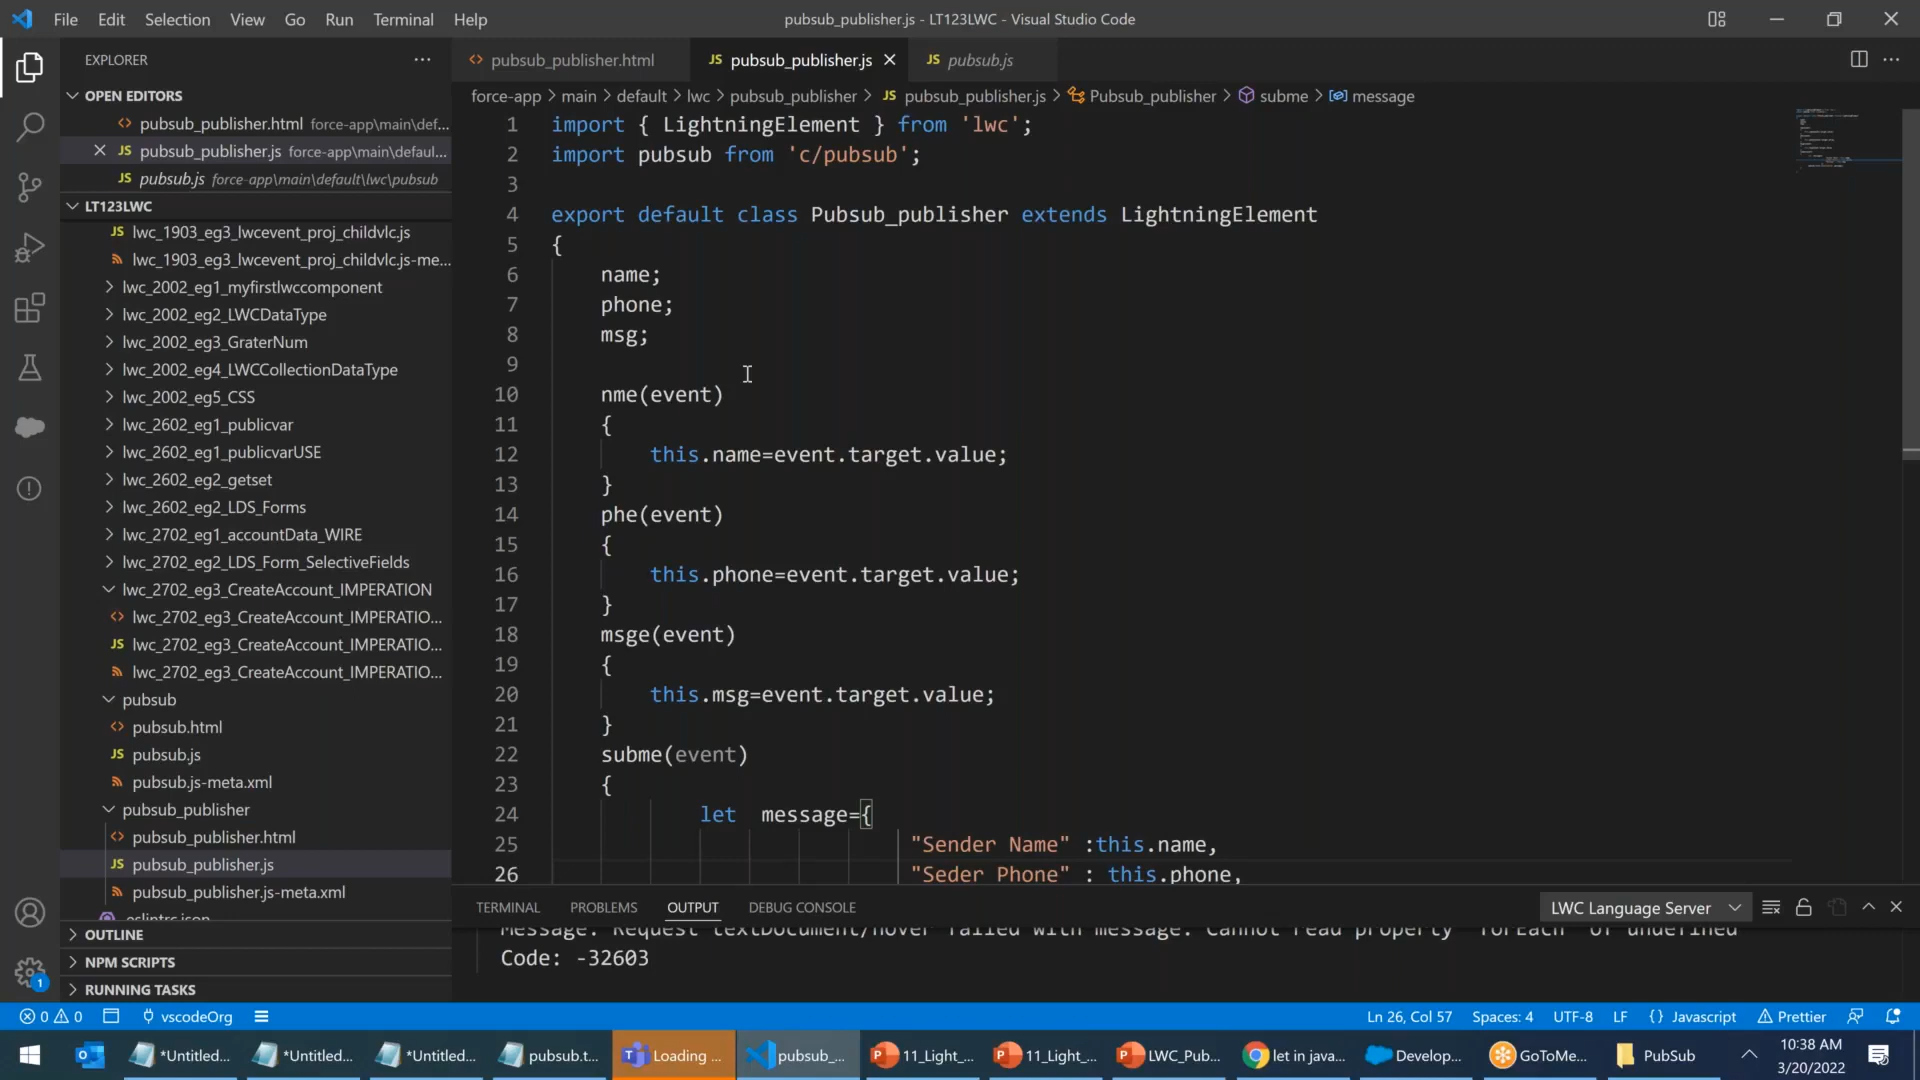 File Edit Selection View Go Run Terminal Help
pubsub_publisher.js - LT123LWC - Visual Studio Code
EXPLORER
OPEN EDITORS
pubsub_publisher.html force-app\main\def...
pubsub_publisher.js force-app\main\defaul...
pubsub.js force-app\main\default\lwc\pubsub
LT123LWC
lwc_1903_eg3_lwcevent_proj_childvlc.js
lwc_1903_eg3_lwcevent_proj_childvlc.js-me...
lwc_2002_eg1_myfirstlwccomponent
lwc_2002_eg2_LWCDataType
lwc_2002_eg3_GraterNum
lwc_2002_eg4_LWCCollectionDataType
lwc_2002_eg5_CSS
lwc_2602_eg1_publicvar
lwc_2602_eg1_publicvarUSE
lwc_2602_eg2_getset
lwc_2602_eg2_LDS_Forms
lwc_2702_eg1_accountData_WIRE
lwc_2702_eg2_LDS_Form_SelectiveFields
lwc_2702_eg3_CreateAccount_IMPERATION
lwc_2702_eg3_CreateAccount_IMPERATIO...
JS lwc_2702_eg3_CreateAccount_IMPERATIO...
lwc_2702_eg3_CreateAccount_IMPERATIO...
pubsub
pubsub.html
JS pubsub.js
pubsub.js-meta.xml
pubsub_publisher
pubsub_publisher.html
JS pubsub_publisher.js
pubsub_publisher.js-meta.xml
.eslintrc.json
OUTLINE
NPM SCRIPTS
RUNNING TASKS
pubsub_publisher.html JS pubsub_publisher.js JS pubsub.js
force-app > main > default > lwc > pubsub_publisher > JS pubsub_publisher.js > Pubsub_publisher > subme > message
1 import { LightningElement } from 'lwc';
2 import pubsub from 'c/pubsub';
3
4 export default class Pubsub_publisher extends LightningElement
5 {
6 name;
7 phone;
8 msg;
9
10 nme(event)
11 {
12 this.name=event.target.value;
13 }
14 phe(event)
15 {
16 this.phone=event.target.value;
17 }
18 msge(event)
19 {
20 this.msg=event.target.value;
21 }
22 subme(event)
23 {
24 let message={
25 "Sender Name" :this.name,
26 "Seder Phone" : this.phone,
TERMINAL PROBLEMS OUTPUT DEBUG CONSOLE LWC Language Server
Message: Request textDocument/hover failed with message: Cannot read property 'forEach' of undefined
Code: -32603
0 0 vscodeOrg Ln 26, Col 57 Spaces: 4 UTF-8 LF {} Javascript Prettier
*Untitled... *Untitled... *Untitled... pubsub.t... Loading ... pubsub_... 11_Light_... 11_Light_... LWC_Pub... let in java... Develop... GoToMe... PubSub
10:38 AM
3/20/2022